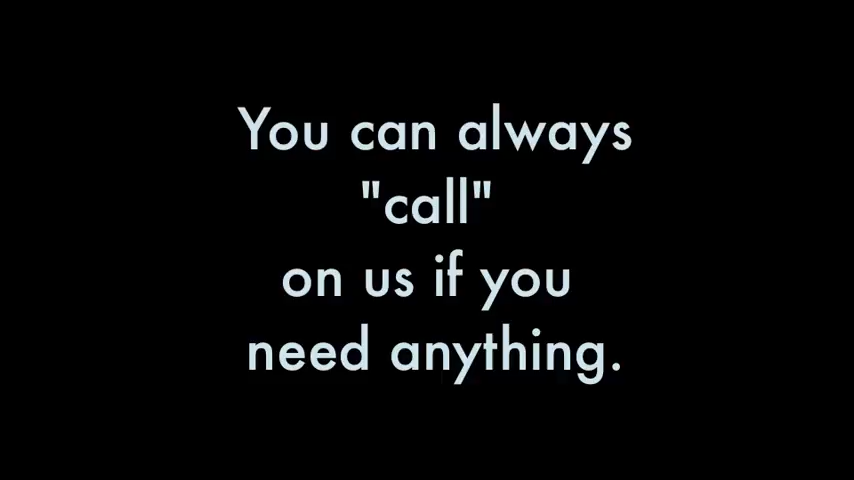 You can always
"call"
on us if you
need anything.